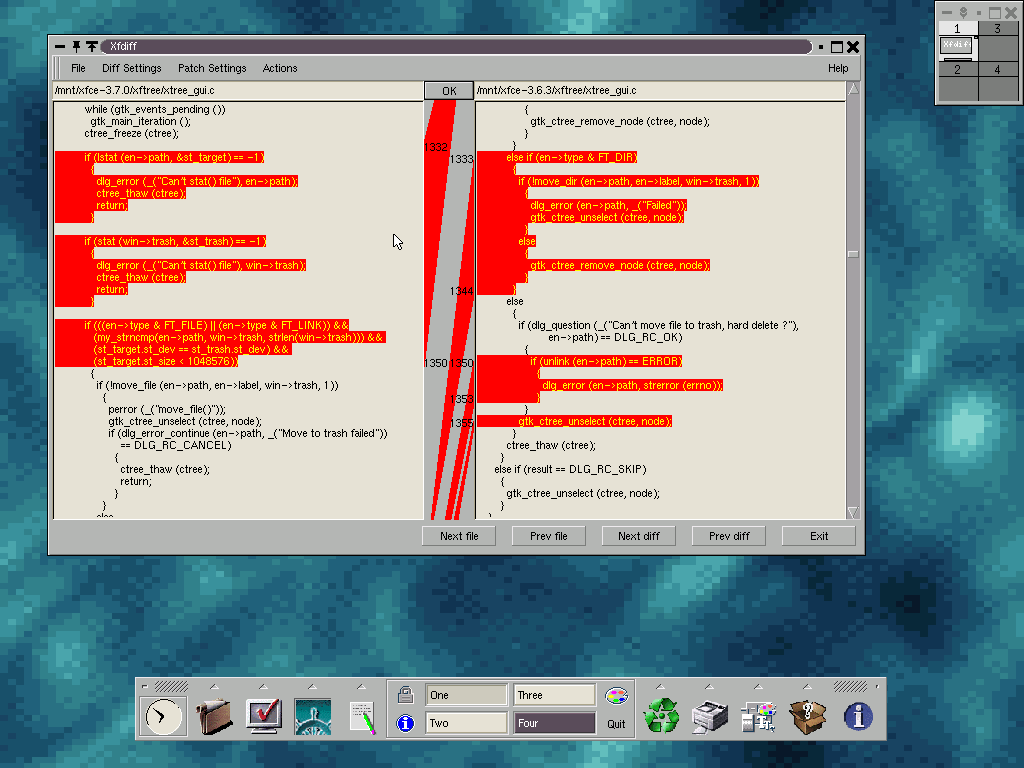 Xfdiff
File Diff Settings Patch Settings Actions Help
/mnt/xfce-3.7.0/xftree/xtree_gui.c
OK
/mnt/xfce-3.6.3/xftree/xtree_gui.c
while (gtk_events_pending ())
gtk_main_iteration ();
ctree_freeze (ctree);
if (lstat (en->path, &st_target) == -1)
{
dlg_error (_("Can't stat() file"), en->path);
ctree_thaw (ctree);
return;
}
if (stat (win->trash, &st_trash) == -1)
{
dlg_error (_("Can't stat() file"), win->trash);
ctree_thaw (ctree);
return;
}
if (((en->type & FT_FILE) || (en->type & FT_LINK)) &&
(my_strncmp(en->path, win->trash, strlen(win->trash))) &&
(st_target.st_dev == st_trash.st_dev) &&
(st_target.st_size < 1048576))
{
if (!move_file (en->path, en->label, win->trash, 1))
{
perror (_("move_file()"));
gtk_ctree_unselect (ctree, node);
if (dlg_error_continue (en->path, _("Move to trash failed"))
== DLG_RC_CANCEL)
{
ctree_thaw (ctree);
return;
}
}
else
1332
1333
1344
1350
1350
1353
1355
{
gtk_ctree_remove_node (ctree, node);
}
}
else if (en->type & FT_DIR)
{
if (!move_dir (en->path, en->label, win->trash, 1))
{
dlg_error (en->path, _("Failed"));
gtk_ctree_unselect (ctree, node);
}
else
{
gtk_ctree_remove_node (ctree, node);
}
}
else
{
if (dlg_question (_("Can't move file to trash, hard delete ?"),
en->path) == DLG_RC_OK)
{
if (unlink (en->path) == ERROR)
{
dlg_error (en->path, strerror (errno));
}
}
gtk_ctree_unselect (ctree, node);
}
ctree_thaw (ctree);
}
else if (result == DLG_RC_SKIP)
{
gtk_ctree_unselect (ctree, node);
}
}
Next file Prev file Next diff Prev diff Exit
1 3
Xfdif
2 4
One Three
Two Four
Quit